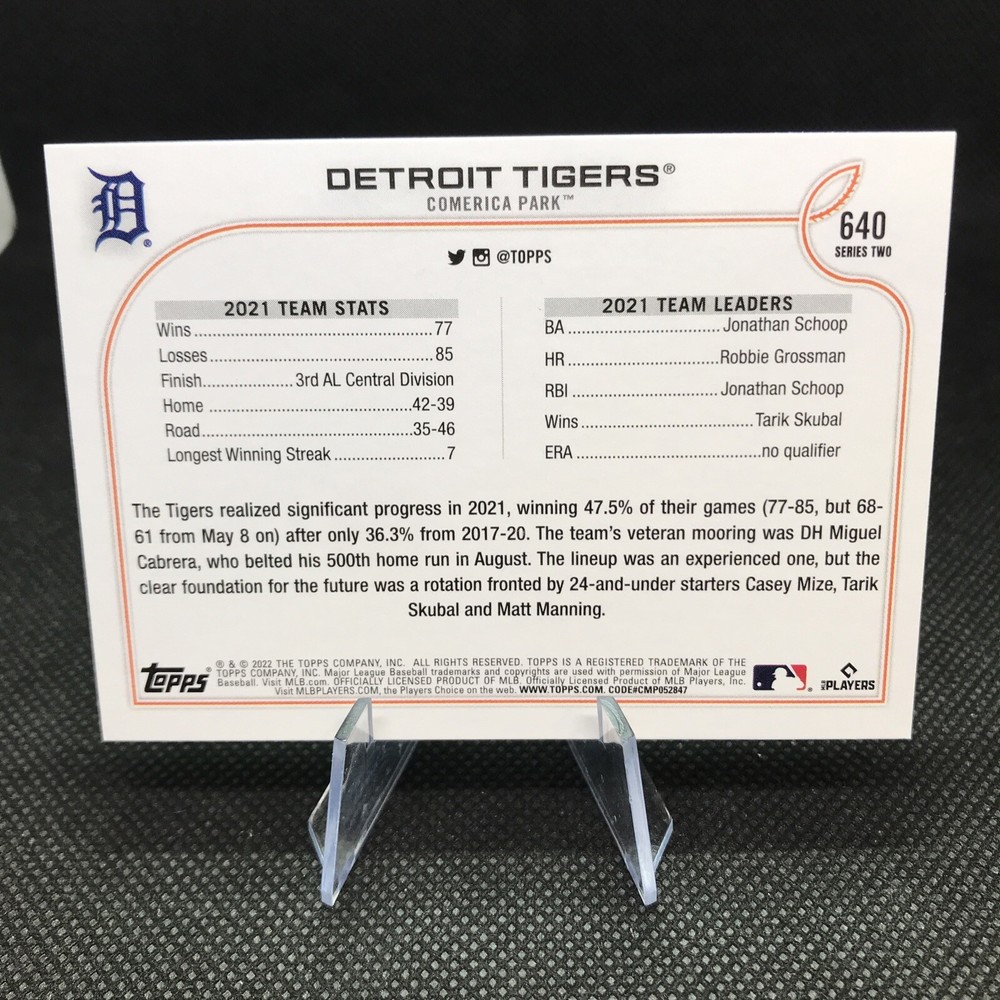 DETROIT TIGERS®
COMERICA PARK™
640
SERIES TWO
@TOPPS
2021 TEAM STATS
Wins 77
Losses 85
Finish 3rd AL Central Division
Home 42-39
Road 35-46
Longest Winning Streak 7
2021 TEAM LEADERS
BA Jonathan Schoop
HR Robbie Grossman
RBI Jonathan Schoop
Wins Tarik Skubal
ERA no qualifier
The Tigers realized significant progress in 2021, winning 47.5% of their games (77-85, but 68-
61 from May 8 on) after only 36.3% from 2017-20. The team's veteran mooring was DH Miguel
Cabrera, who belted his 500th home run in August. The lineup was an experienced one, but the
clear foundation for the future was a rotation fronted by 24-and-under starters Casey Mize, Tarik
Skubal and Matt Manning.
Topps®
® & © 2022 THE TOPPS COMPANY, INC. ALL RIGHTS RESERVED. TOPPS IS A REGISTERED TRADEMARK OF THE
TOPPS COMPANY, INC. Major League Baseball trademarks and copyrights are used with permission of Major League
Baseball. Visit MLB.com. OFFICIALLY LICENSED PRODUCT OF MLB Players, Inc.
Visit MLBPLAYERS.COM, the Players Choice on the web. WWW.TOPPS.COM. CODE#CMP052847
MLB PLAYERS